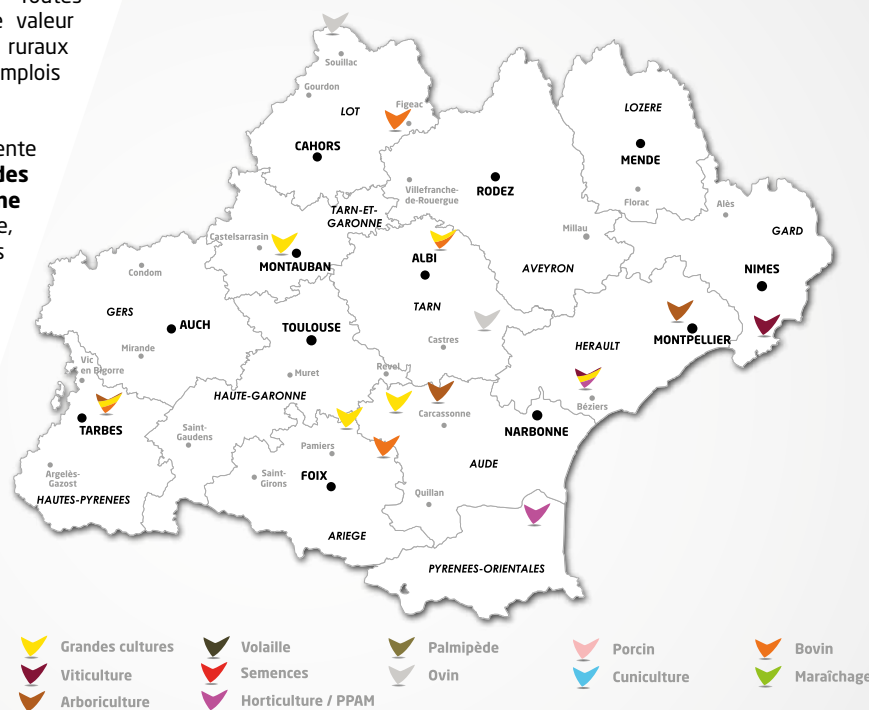 Toutes
valeur
ruraux
emplois
des
Souillac
Gourdon
LOT
Figeac
CAHORS
LOZERE
MENDE
Florac
Villefranche-
de-Rouergue
RODEZ
Alès
GARD
NIMES
TARN-ET-
GARONNE
Castelsarrasin
MONTAUBAN
Millau
AVEYRON
ALBI
TARN
Castres
Condom
GERS
AUCH
Mirande
Vic
en Bigorre
TOULOUSE
Muret
HAUTE-GARONNE
Revel
HERAULT
MONTPELLIER
Béziers
TARBES
Saint-
Gaudens
Argelès-
Gazost
HAUTES-PYRENEES
Pamiers
Saint-
Girons
FOIX
ARIEGE
Carcassonne
NARBONNE
AUDE
Quillan
PYRENEES-ORIENTALES
Grandes cultures
Volaille
Palmipède
Porcin
Bovin
Viticulture
Semences
Ovin
Cuniculture
Maraîchage
Arboriculture
Horticulture / PPAM